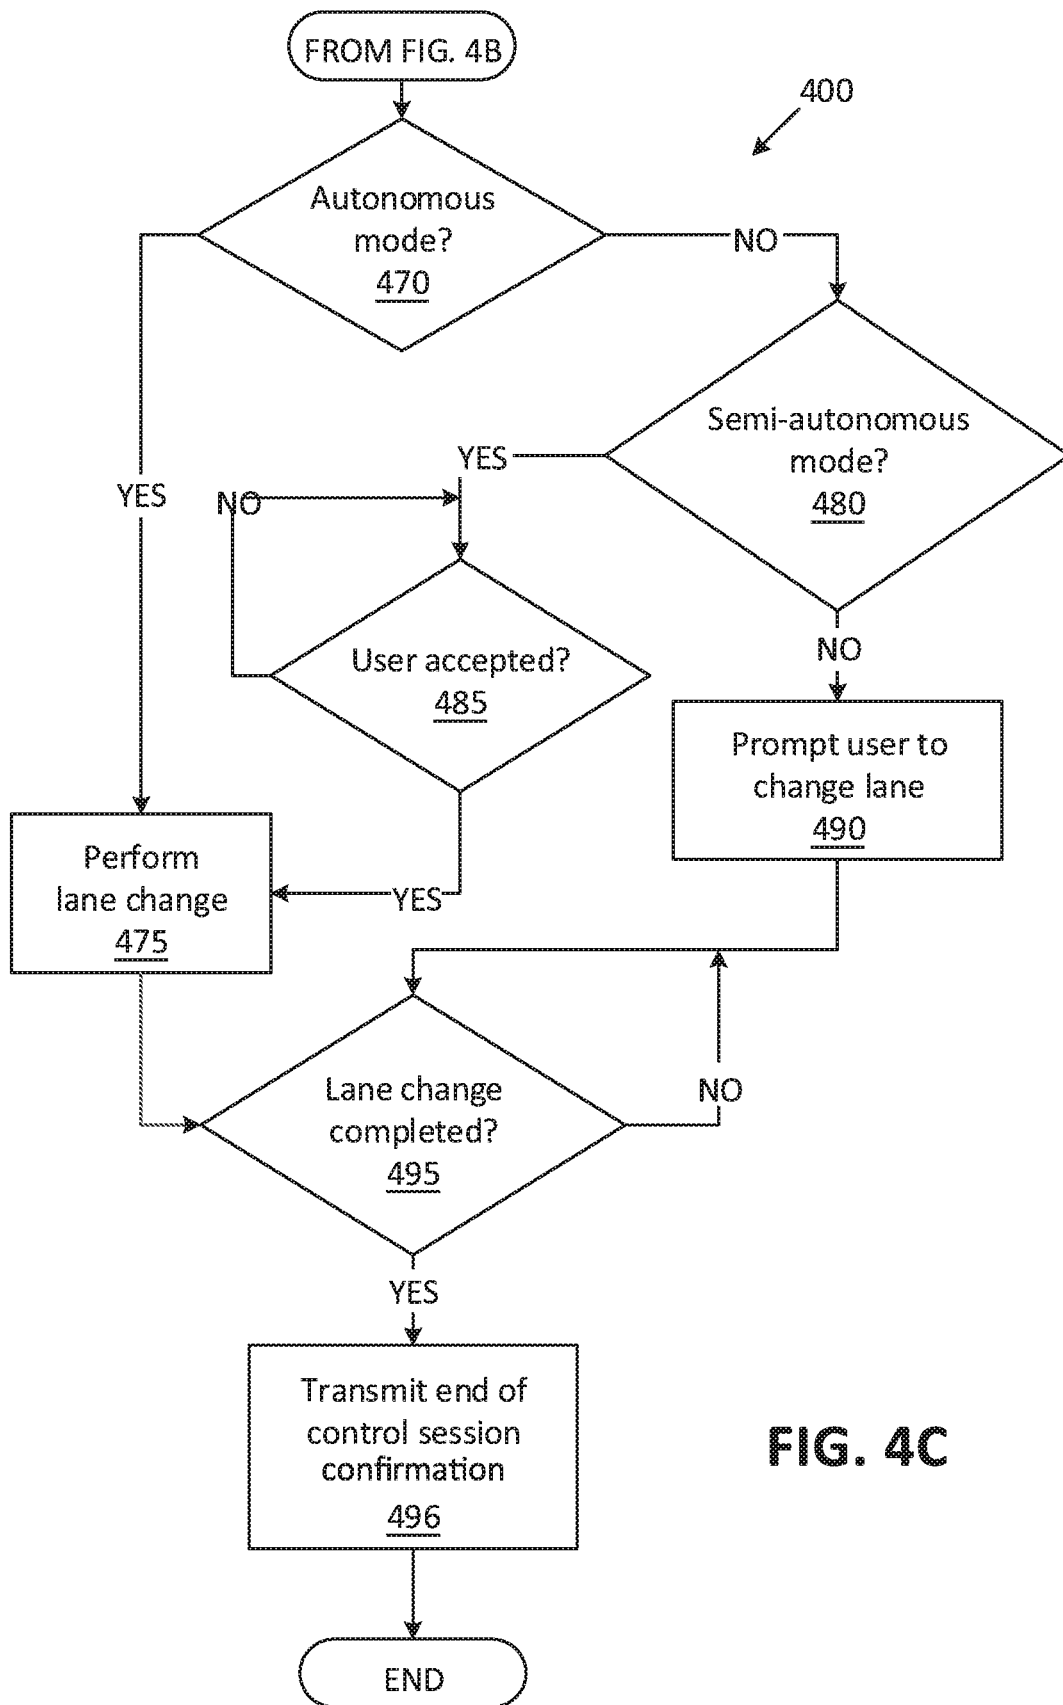 FROM FIG. 4B
400
Autonomous
mode?
470
NO
YES
Semi-autonomous
mode?
480
YES
NO
NO
User accepted?
485
YES
Prompt user to
change lane
490
Perform
lane change
475
Lane change
completed?
495
NO
YES
Transmit end of
control session
confirmation
496
FIG. 4C
END